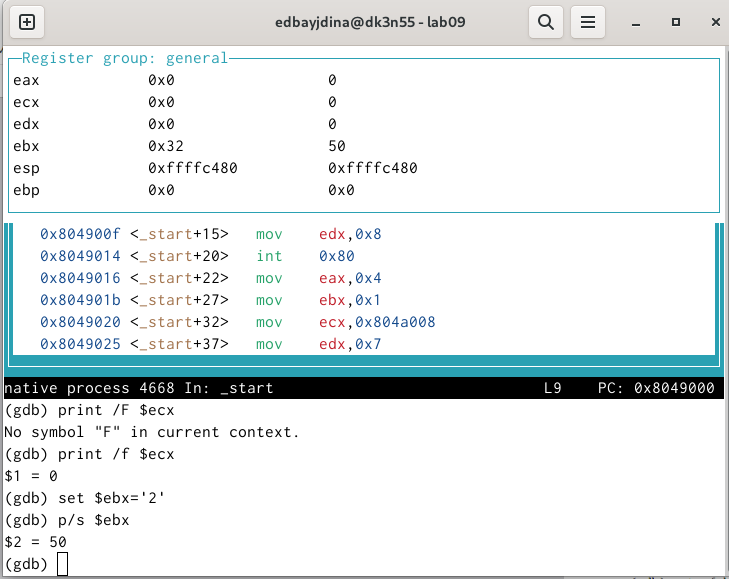 edbayjdina@dk3n55 - lab09
Register group: general
eax 0x0 0
ecx 0x0 0
edx 0x0 0
ebx 0x32 50
esp 0xffffc480 0xffffc480
ebp 0x0 0x0
0x804900f <_start+15> mov edx,0x8
0x8049014 <_start+20> int 0x80
0x8049016 <_start+22> mov eax,0x4
0x804901b <_start+27> mov ebx,0x1
0x8049020 <_start+32> mov ecx,0x804a008
0x8049025 <_start+37> mov edx,0x7
native process 4668 In: _start L9 PC: 0x8049000
(gdb) print /F $ecx
No symbol "F" in current context.
(gdb) print /f $ecx
$1 = 0
(gdb) set $ebx='2'
(gdb) p/s $ebx
$2 = 50
(gdb)